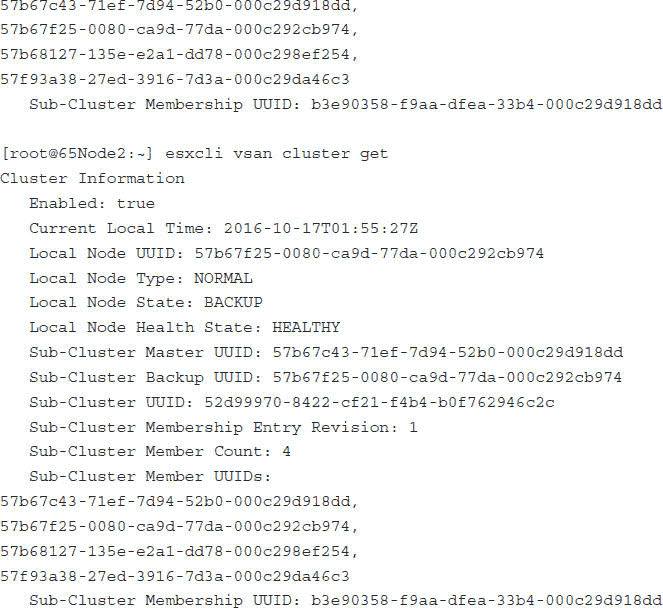 57b67c43-71ef-7d94-52b0-000c29d918dd,
57b67f25-0080-ca9d-77da-000c292cb974,
57b68127-135e-e2a1-dd78-000c298ef254,
57f93a38-27ed-3916-7d3a-000c29da46c3
Sub-Cluster Membership UUID: b3e90358-f9aa-dfea-33b4-000c29d918dd
[root@65Node2:~] esxcli vsan cluster get
Cluster Information
Enabled: true
Current Local Time: 2016-10-17T01:55:27Z
Local Node UUID: 57b67f25-0080-ca9d-77da-000c292cb974
Local Node Type: NORMAL
Local Node State: BACKUP
Local Node Health State: HEALTHY
Sub-Cluster Master UUID: 57b67c43-71ef-7d94-52b0-000c29d918dd
Sub-Cluster Backup UUID: 57b67f25-0080-ca9d-77da-000c292cb974
Sub-Cluster UUID: 52d99970-8422-cf21-f4b4-b0f762946c2c
Sub-Cluster Membership Entry Revision: 1
Sub-Cluster Member Count: 4
Sub-Cluster Member UUIDs:
57b67c43-71ef-7d94-52b0-000c29d918dd,
57b67f25-0080-ca9d-77da-000c292cb974,
57b68127-135e-e2a1-dd78-000c298ef254,
57f93a38-27ed-3916-7d3a-000c29da46c3
Sub-Cluster Membership UUID: b3e90358-f9aa-dfea-33b4-000c29d918dd